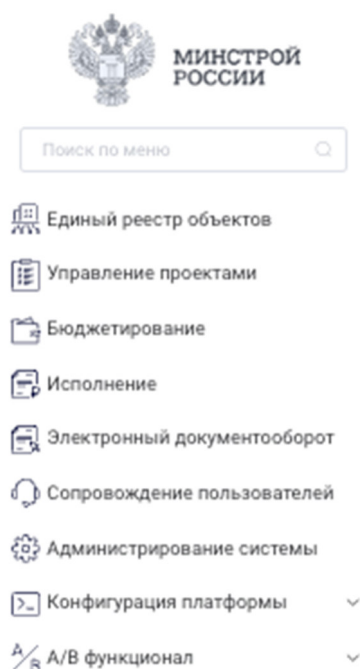 МИНСТРОЙ
РОССИИ
Поиск по меню
Единый реестр объектов
Управление проектами
Бюджетирование
Исполнение
Электронный документооборот
Сопровождение пользователей
Администрирование системы
Конфигурация платформы
A/B
A/B функционал